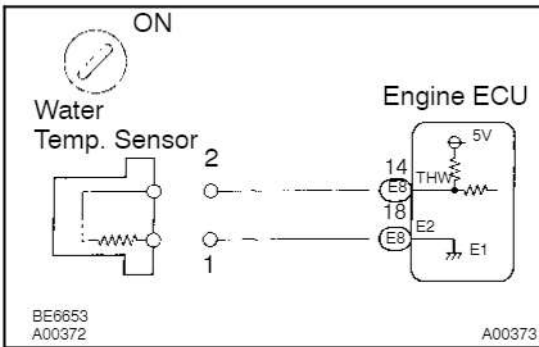 ON
Water
Temp. Sensor
Engine ECU
5V
2
14
THW
E8
18
E2
E8
1
E1
BE6653
A00372
A00373